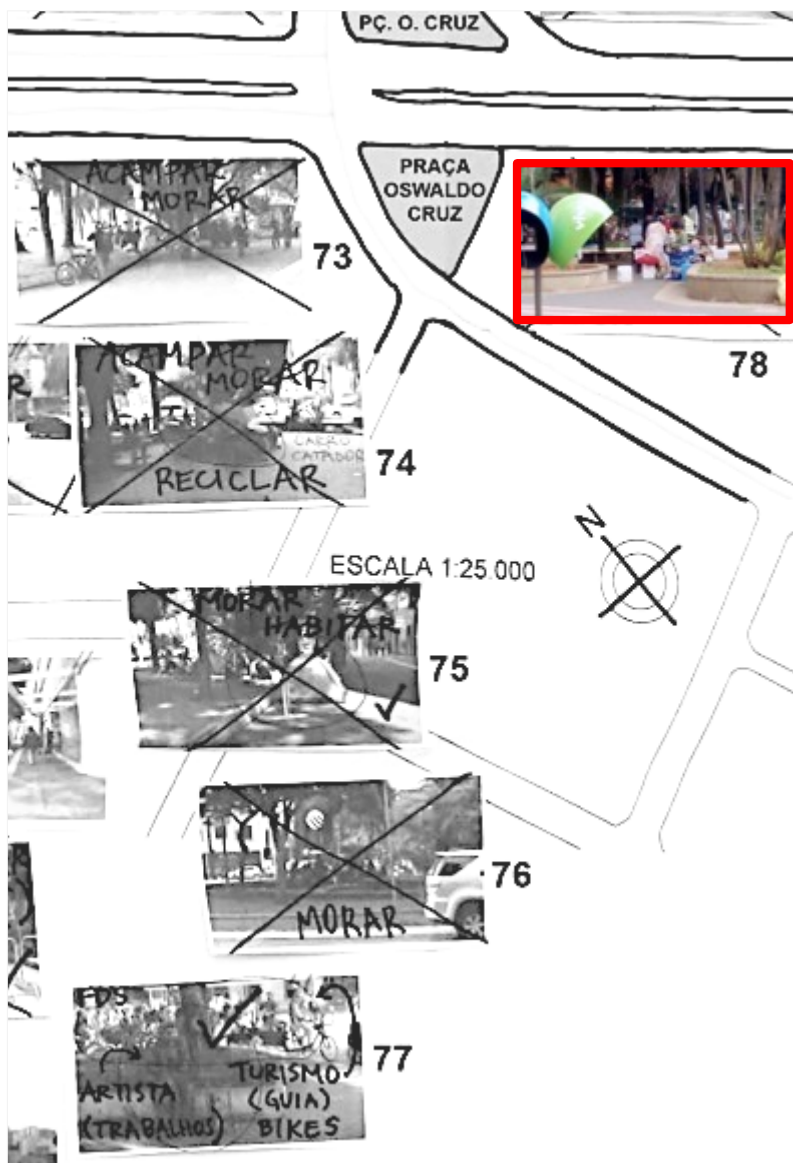 PÇ. O. CRUZ
PRAÇA
OSWALDO
CRUZ
ACAMPAR
MORAR
73
78
ACAMPAR
MORAR
CARRO
CATADOR
RECICLAR
74
ESCALA 1:25.000
N
MORAR
HABITAR
75
MORAR
76
FDS
ARTISTA
(TRABALHOS)
TURISMO
(GUIA)
BIKES
77